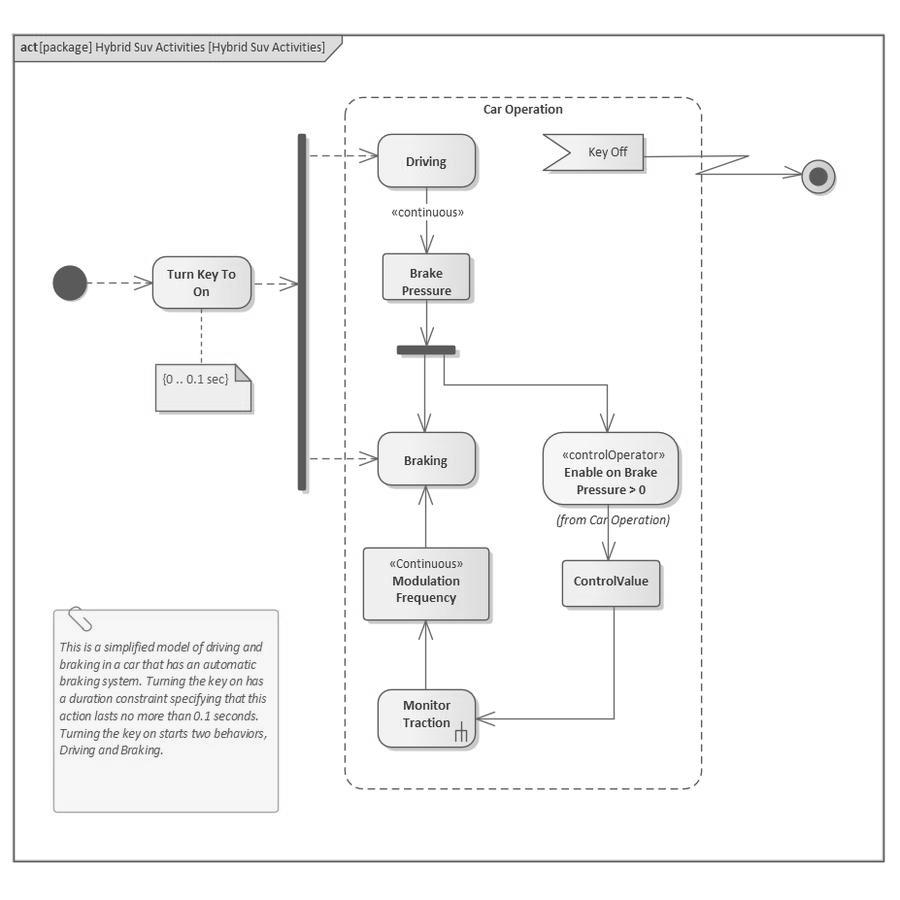 act [package] Hybrid Suv Activities [Hybrid Suv Activities]
Car Operation
Driving
Key Off
«continuous»
Turn Key To
On
Brake
Pressure
{0 .. 0.1 sec}
Braking
«controlOperator»
Enable on Brake
Pressure > 0
(from Car Operation)
«Continuous»
Modulation
Frequency
ControlValue
This is a simplified model of driving and
braking in a car that has an automatic
braking system. Turning the key on has
a duration constraint specifying that this
action lasts no more than 0.1 seconds.
Turning the key on starts two behaviors,
Driving and Braking.
Monitor
Traction